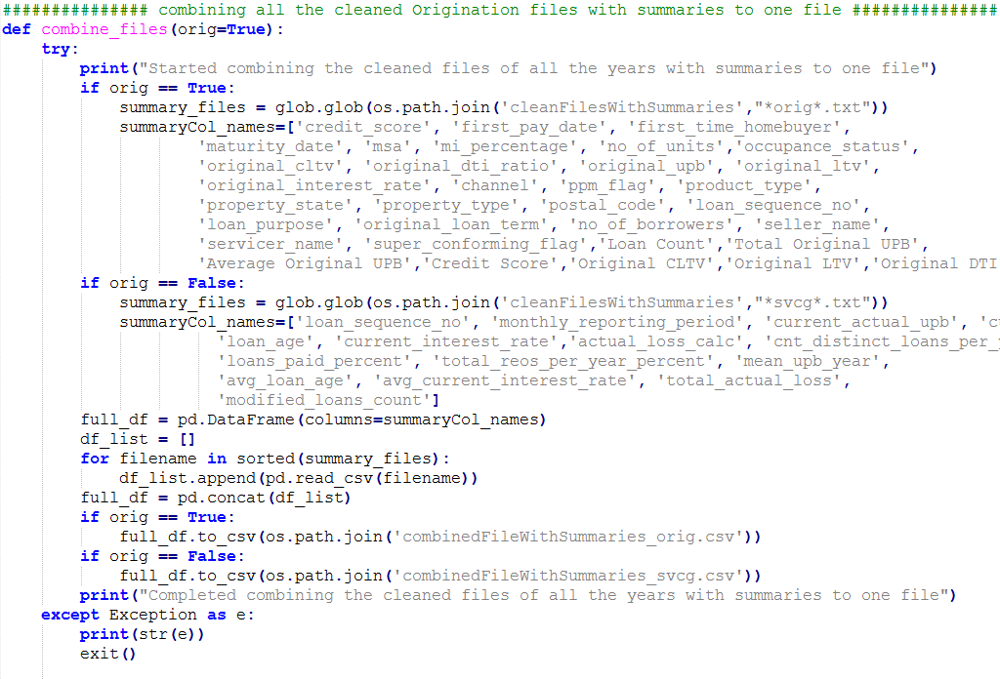 ############### combining all the cleaned Origination files with summaries to one file ###############
def combine_files(orig=True):
    try:
        print("Started combining the cleaned files of all the years with summaries to one file")
        if orig == True:
            summary_files = glob.glob(os.path.join('cleanFilesWithSummaries',"*orig*.txt"))
            summaryCol_names=['credit_score', 'first_pay_date', 'first_time_homebuyer',
                    'maturity_date', 'msa', 'mi_percentage', 'no_of_units','occupance_status',
                    'original_cltv', 'original_dti_ratio', 'original_upb', 'original_ltv',
                    'original_interest_rate', 'channel', 'ppm_flag', 'product_type',
                    'property_state', 'property_type', 'postal_code', 'loan_sequence_no',
                    'loan_purpose', 'original_loan_term', 'no_of_borrowers', 'seller_name',
                    'servicer_name', 'super_conforming_flag','Loan Count','Total Original UPB',
                    'Average Original UPB','Credit Score','Original CLTV','Original LTV','Original DTI
        if orig == False:
            summary_files = glob.glob(os.path.join('cleanFilesWithSummaries',"*svcg*.txt"))
            summaryCol_names=['loan_sequence_no', 'monthly_reporting_period', 'current_actual_upb',
                      'loan_age', 'current_interest_rate','actual_loss_calc', 'cnt_distinct_loans_per_
                      'loans_paid_percent', 'total_reos_per_year_percent', 'mean_upb_year',
                      'avg_loan_age', 'avg_current_interest_rate', 'total_actual_loss',
                      'modified_loans_count']
        full_df = pd.DataFrame(columns=summaryCol_names)
        df_list = []
        for filename in sorted(summary_files):
            df_list.append(pd.read_csv(filename))
        full_df = pd.concat(df_list)
        if orig == True:
            full_df.to_csv(os.path.join('combinedFileWithSummaries_orig.csv'))
        if orig == False:
            full_df.to_csv(os.path.join('combinedFileWithSummaries_svcg.csv'))
        print("Completed combining the cleaned files of all the years with summaries to one file")
    except Exception as e:
        print(str(e))
        exit()